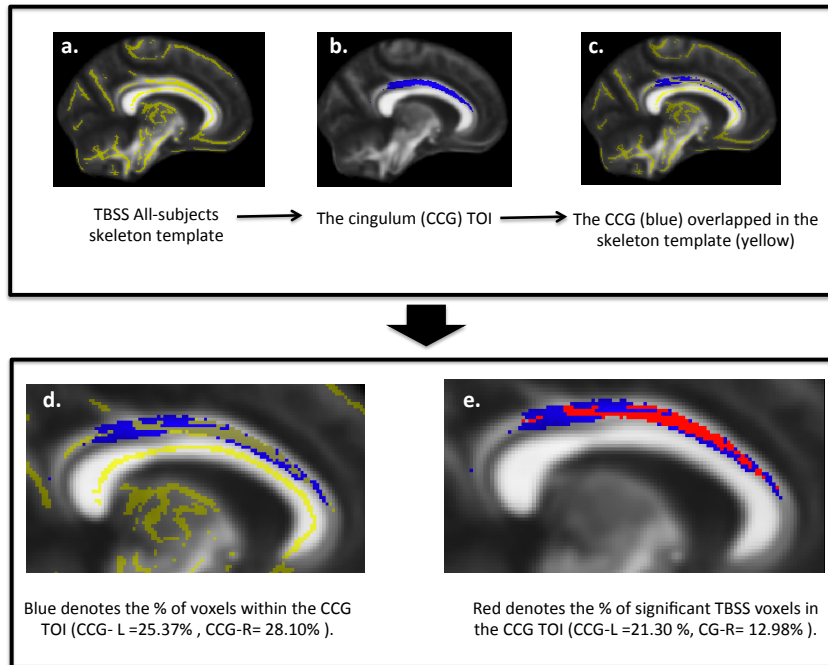 a.
b.
c.
TBSS All-subjects
skeleton template
The cingulum (CCG) TOI
The CCG (blue) overlapped in the
skeleton template (yellow)
d.
e.
Blue denotes the % of voxels within the CCG
TOI (CCG- L =25.37% , CCG-R= 28.10% ).
Red denotes the % of significant TBSS voxels in
the CCG TOI (CCG-L =21.30 %, CG-R= 12.98% ).